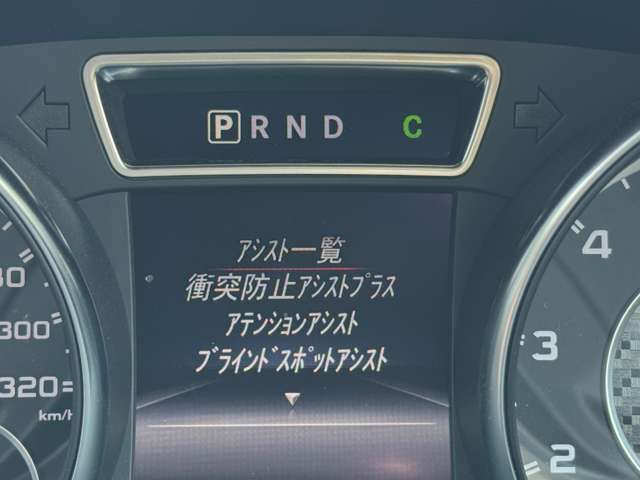 PRND C
アシスト一覧
衝突防止アシストプラス
アテンションアシスト
ブラインドスポットアシスト
300
320
km/h
4
3
2